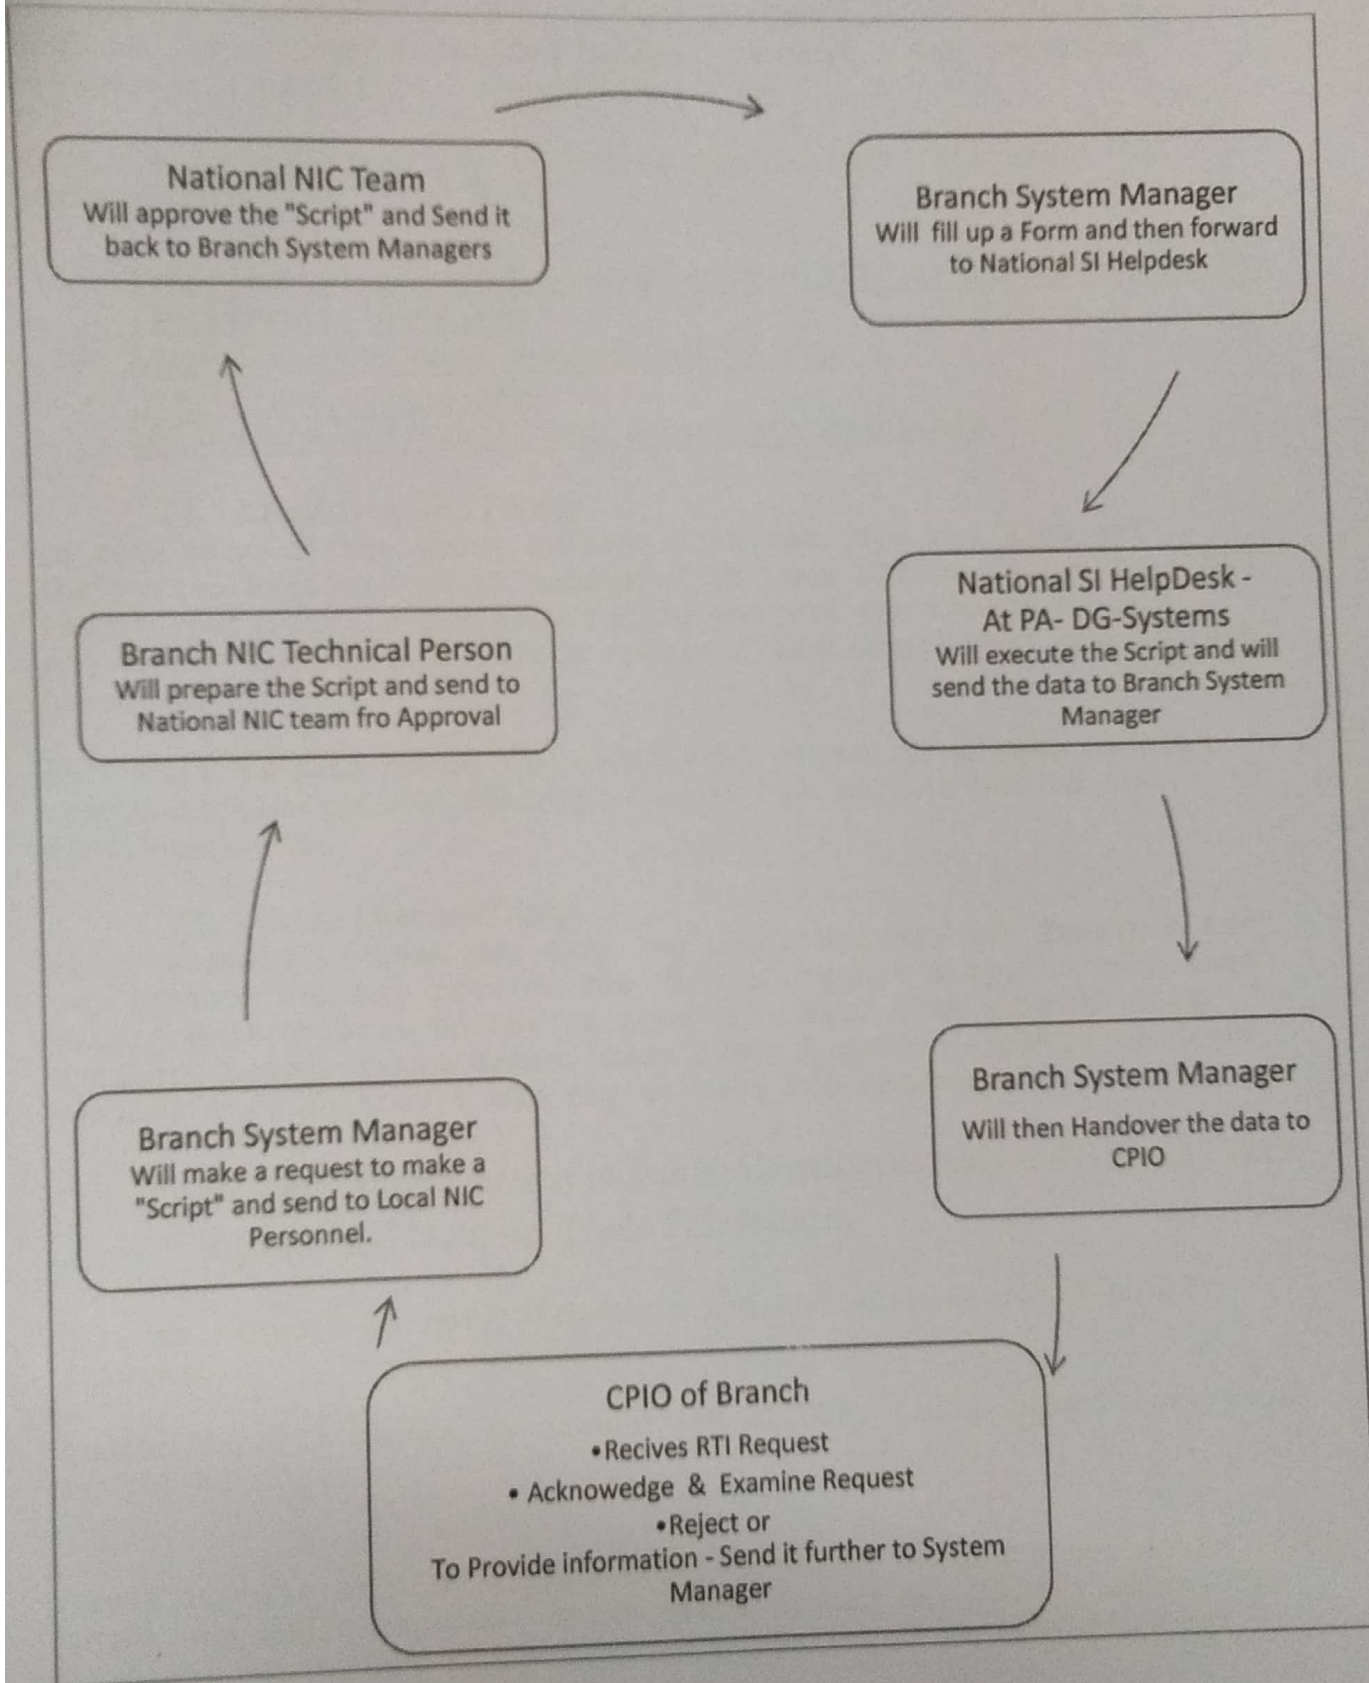 National NIC Team
Will approve the "Script" and Send it
back to Branch System Managers
Branch System Manager
Will fill up a Form and then forward
to National SI Helpdesk
National SI HelpDesk -
At PA- DG-Systems
Will execute the Script and will
send the data to Branch System
Manager
Branch NIC Technical Person
Will prepare the Script and send to
National NIC team fro Approval
Branch System Manager
Will then Handover the data to
CPIO
Branch System Manager
Will make a request to make a
"Script" and send to Local NIC
Personnel.
CPIO of Branch
•Recives RTI Request
• Acknowedge & Examine Request
•Reject or
To Provide information - Send it further to System
Manager